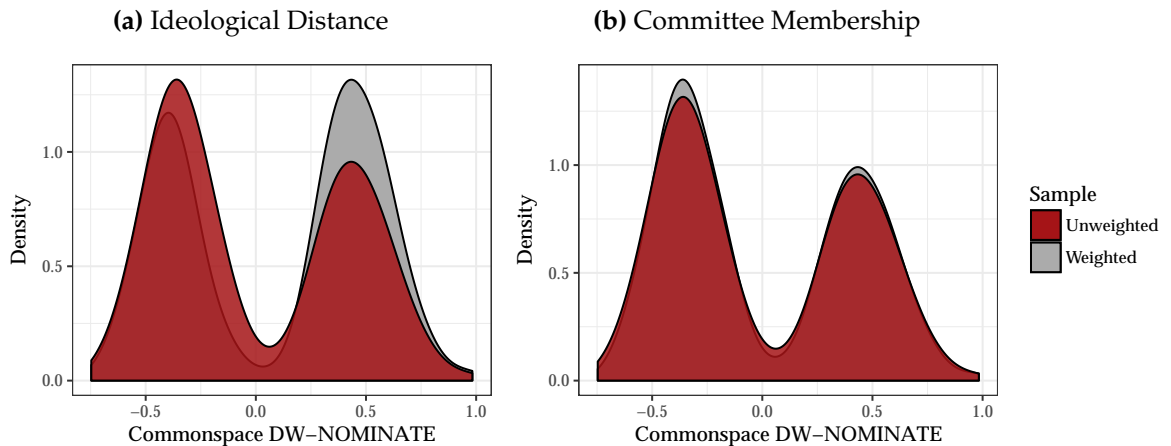 (a) Ideological Distance
(b) Committee Membership
Density
1.0
0.5
0.0
−0.5
0.0
0.5
1.0
Commonspace DW−NOMINATE
Density
1.0
0.5
0.0
−0.5
0.0
0.5
1.0
Commonspace DW−NOMINATE
Sample
Unweighted
Weighted